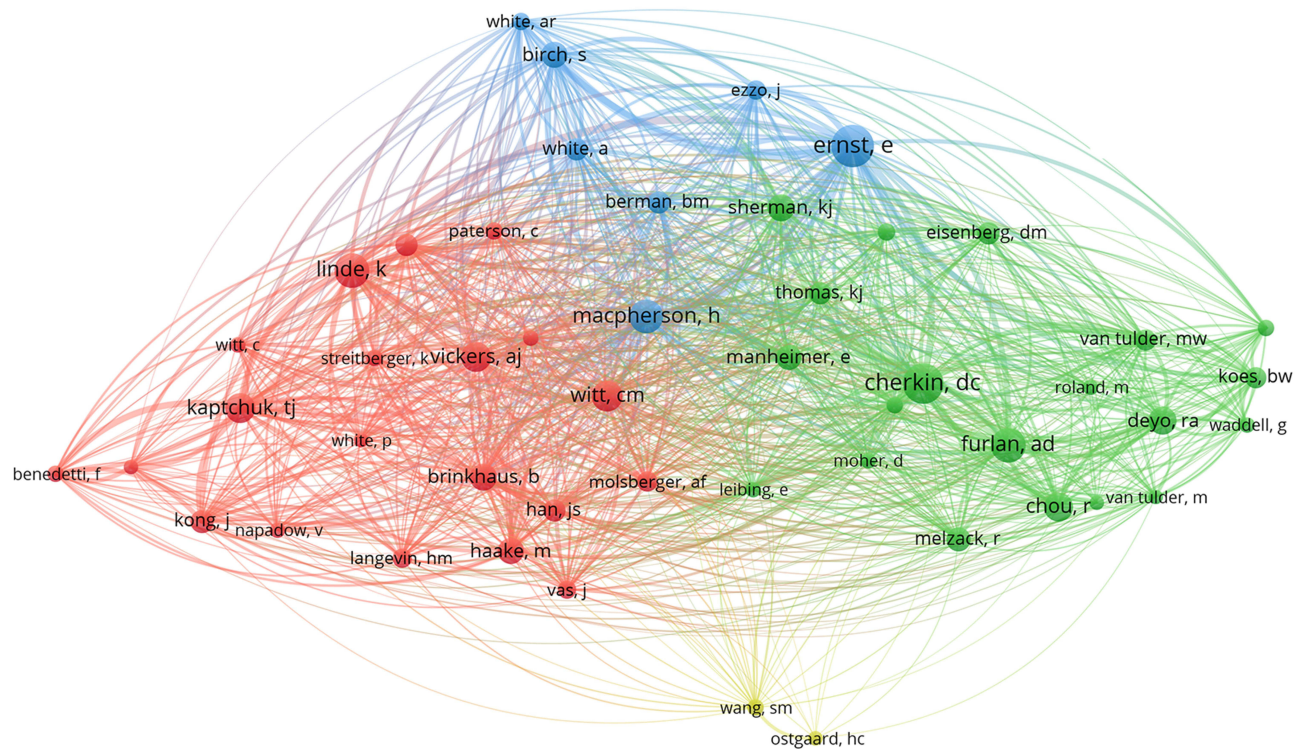 white, ar
birch, s
ezzo, j
ernst, e
white, a
berman, bm
sherman, kj
paterson, c
eisenberg, dm
linde, k
thomas, kj
macpherson, h
witt, c
streitberger, k
vickers, aj
manheimer, e
van tulder, mw
koes, bw
cherkin, dc
roland, m
witt, cm
kaptchuk, tj
deyo, ra
waddell, g
white, p
furlan, ad
moher, d
benedetti, f
brinkhaus, b
molsberger, af
leibing, e
van tulder, m
chou, r
han, js
kong, j
napadow, v
melzack, r
langevin, hm
haake, m
vas, j
wang, sm
ostgaard, hc